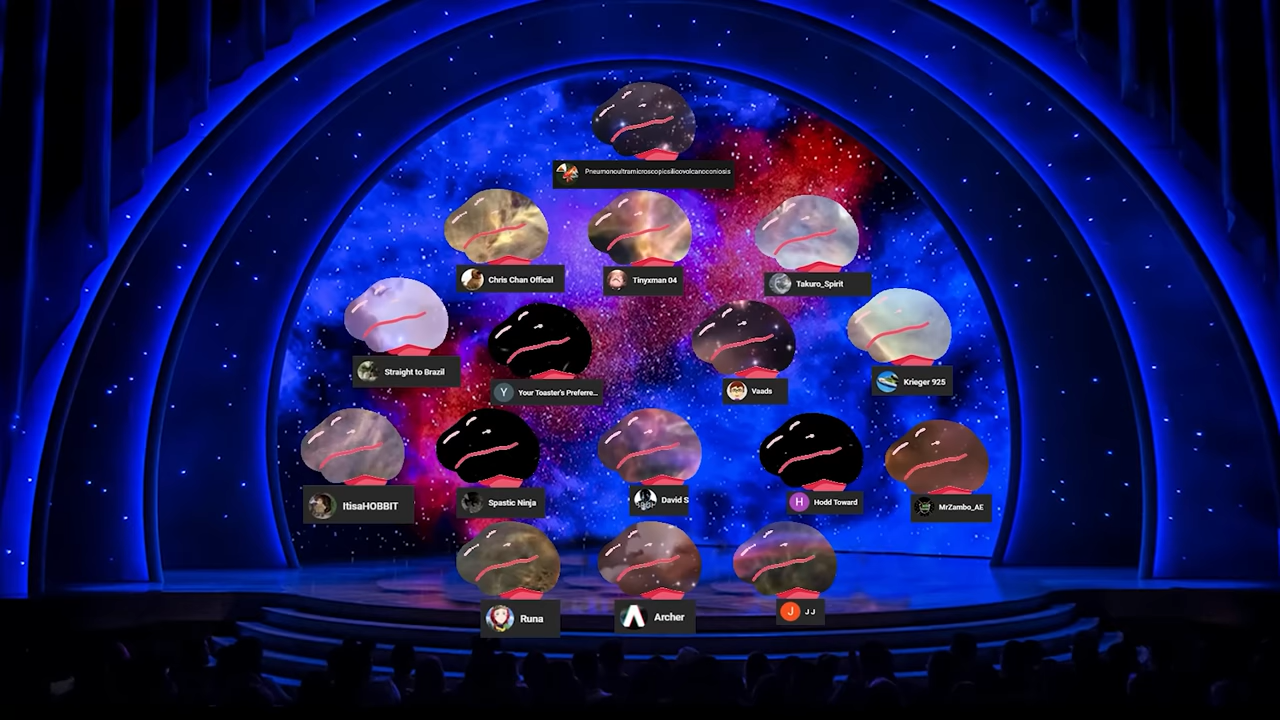 Pneumonoultramicroscopicsilicovolcanoconiosis
Chris Chan Offical
Tinyxman 04
Takuro_Spirit
Straight to Brazil
Y
Your Toaster's Preferre...
Vaads
Krieger 925
ItisaHOBBIT
Spastic Ninja
David S
H
Hodd Toward
MrZambo_AE
Runa
Archer
J
J J